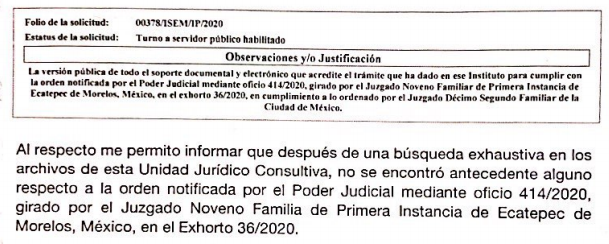 Folio de la solicitud: 00378/ISEM/IP/2020
Estatus de la solicitud: Turno a servidor público habilitado
Observaciones y/o Justificación
La versión pública de todo el soporte documental y electrónico que acredite el trámite que ha dado en ese Instituto para cumplir con
la orden notificada por el Poder Judicial mediante oficio 414/2020, girado por el Juzgado Noveno Familiar de Primera Instancia de
Ecatepec de Morelos, México, en el exhorto 36/2020, en cumplimiento a lo ordenado por el Juzgado Décimo Segundo Familiar de la
Ciudad de México.
Al respecto me permito informar que después de una búsqueda exhaustiva en los
archivos de esta Unidad Jurídico Consultiva, no se encontró antecedente alguno
respecto a la orden notificada por el Poder Judicial mediante oficio 414/2020,
girado por el Juzgado Noveno Familia de Primera Instancia de Ecatepec de
Morelos, México, en el Exhorto 36/2020.